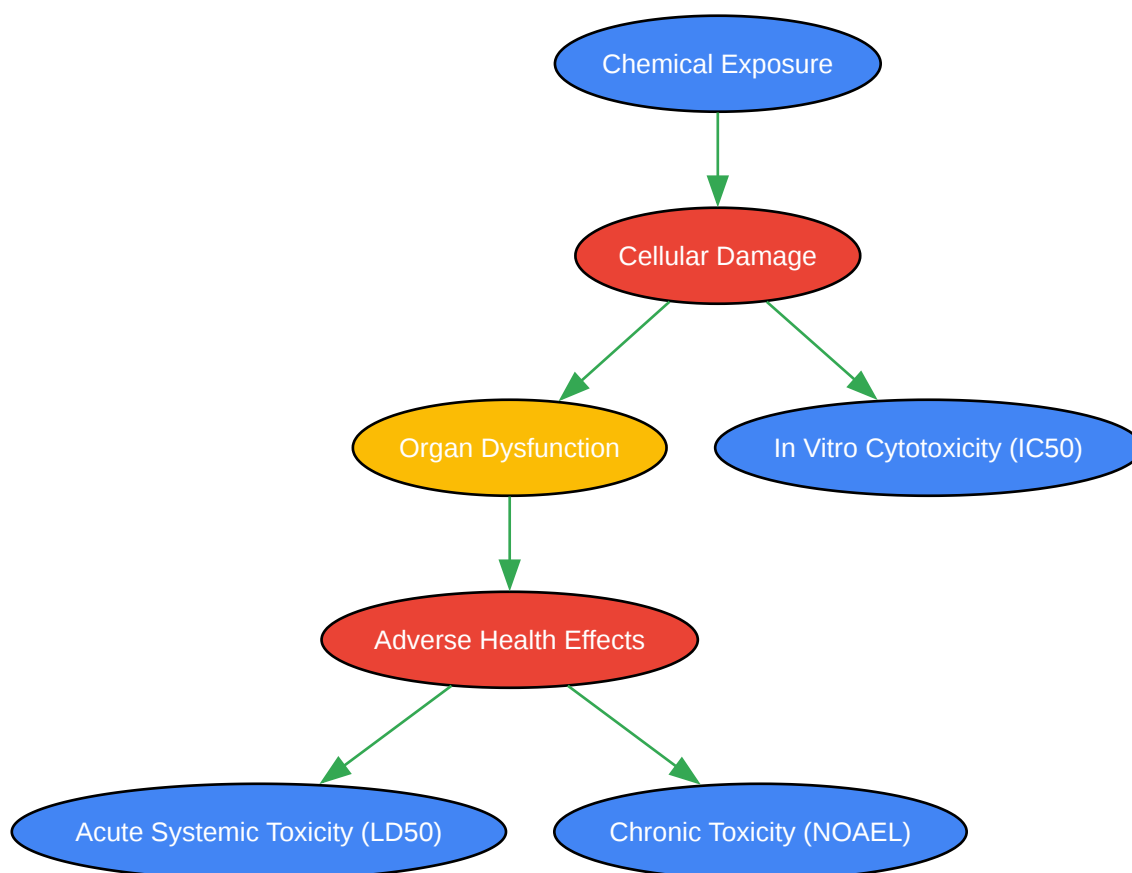 Chemical Exposure
Cellular Damage
Organ Dysfunction
In Vitro Cytotoxicity (IC50)
Adverse Health Effects
Acute Systemic Toxicity (LD50)
Chronic Toxicity (NOAEL)